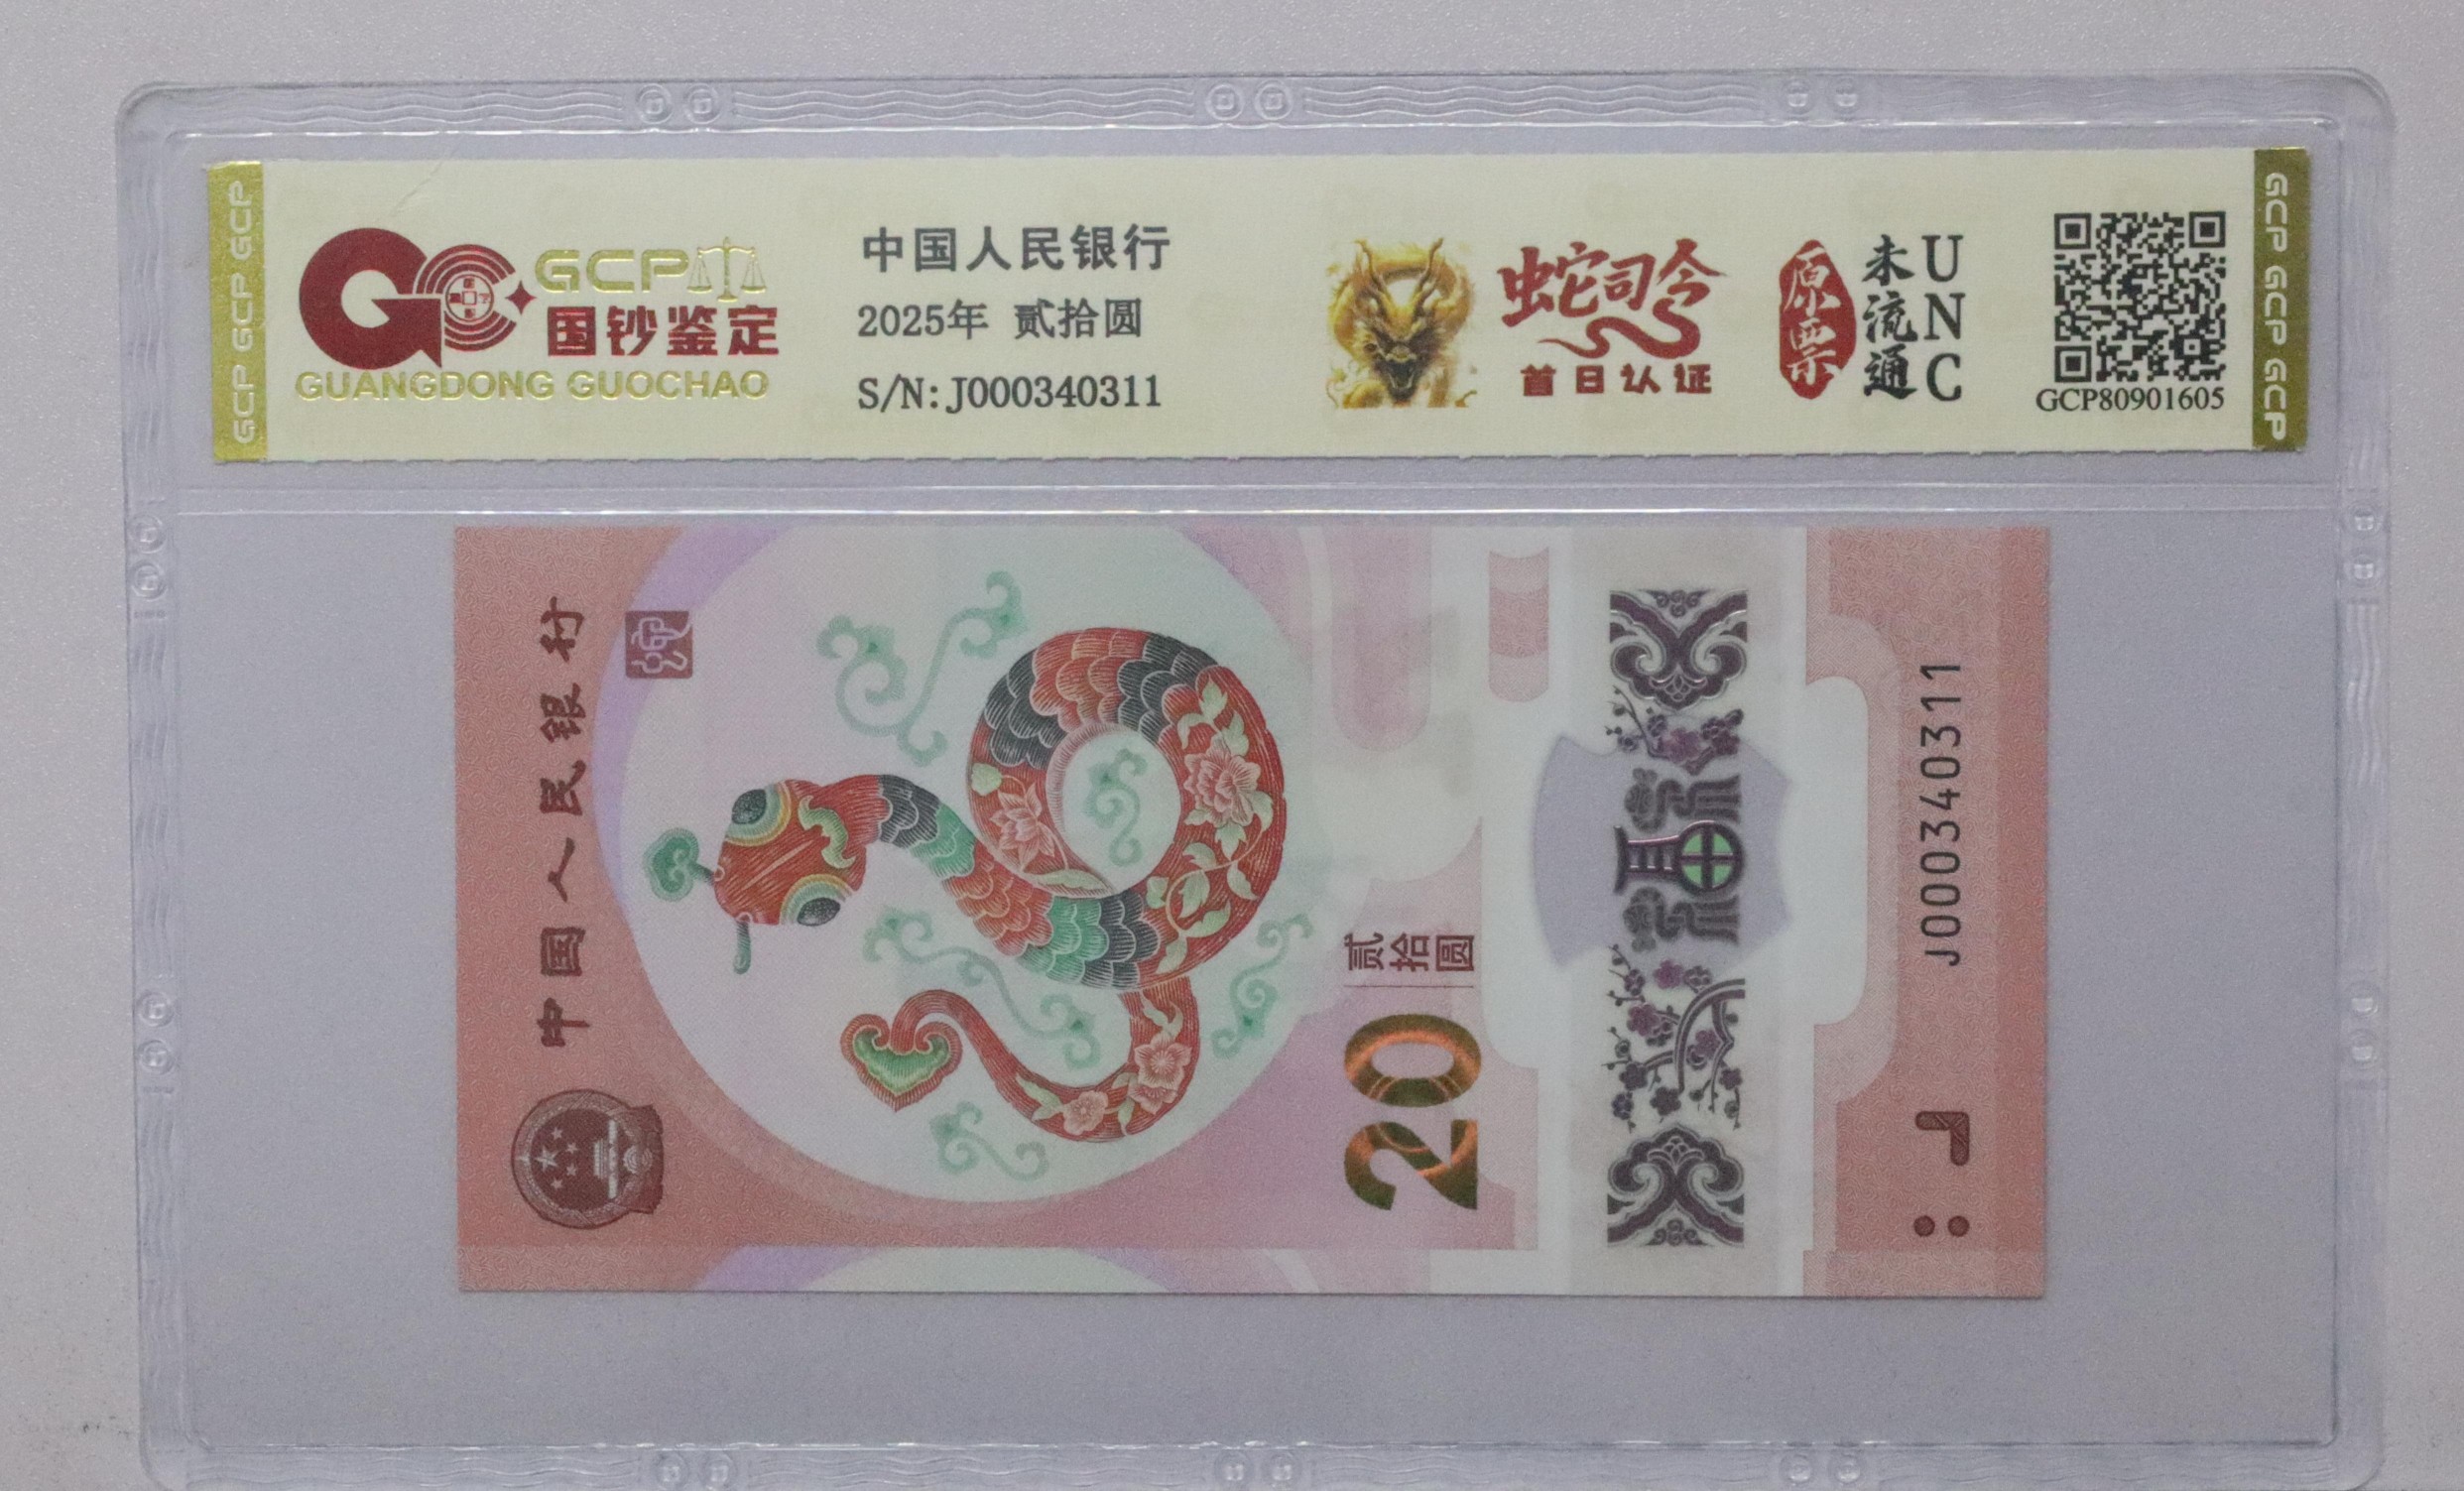 GCP GCP GCP
GCP
国钞鉴定
GUANGDONG GUOCHAO
中国人民银行
2025年 贰拾圆
S/N: J000340311
蛇司令
首日认证
原票
未流通
UNC
GCP80901605
GCP GCP GCP
中国人民银行
20
贰拾圆
J000340311